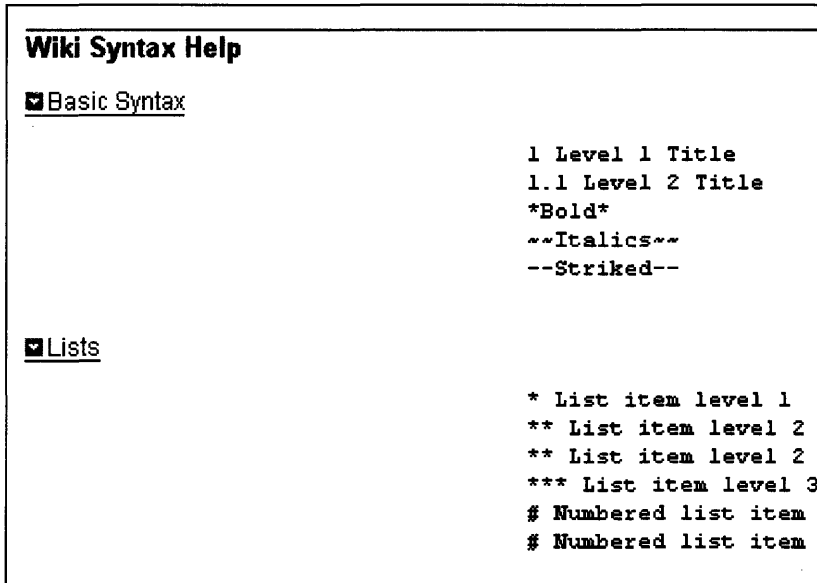 Wiki Syntax Help
Basic Syntax
1 Level 1 Title
1.1 Level 2 Title
*Bold*
~~Italics~~
--Striked--
Lists
* List item level 1
** List item level 2
** List item level 2
*** List item level 3
# Numbered list item
# Numbered list item